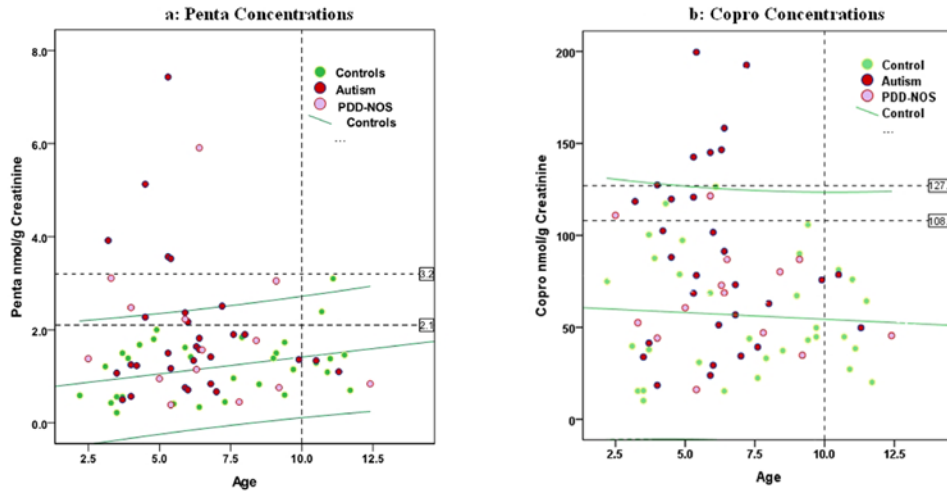 a: Penta Concentrations
8.0
6.0
4.0
2.0
0.0
Penta nmol/g Creatinine
Controls
Autism
PDD-NOS
Controls
...
3.2
2.1
2.5
5.0
7.5
10.0
12.5
Age
b: Copro Concentrations
200
150
100
50
0
Copro nmol/g Creatinine
Control
Autism
PDD-NOS
Control
...
127.
108.
2.5
5.0
7.5
10.0
12.5
Age